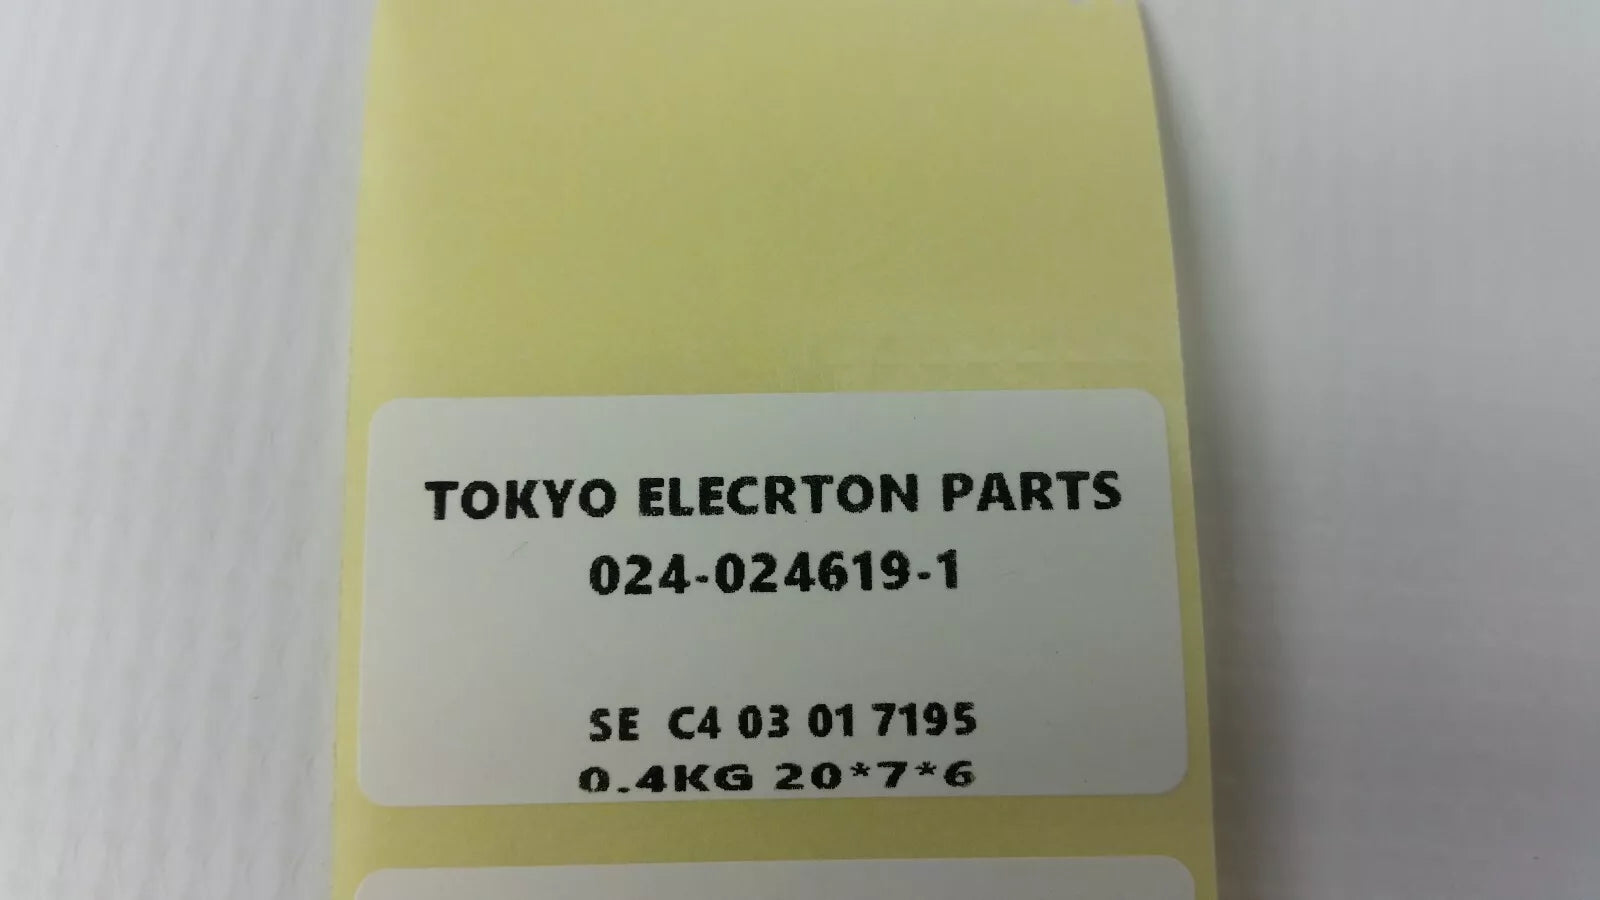 TOKYO ELECRTON PARTS
024-024619-1
SE C4 03 01 7195
0.4KG 20*7*6